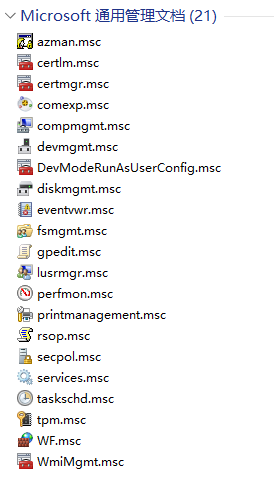 Microsoft 通用管理文档 (21)
azman.msc
certlm.msc
certmgr.msc
comexp.msc
compmgmt.msc
devmgmt.msc
DevModeRunAsUserConfig.msc
diskmgmt.msc
eventvwr.msc
fsmgmt.msc
gpedit.msc
lusrmgr.msc
perfmon.msc
printmanagement.msc
rsop.msc
secpol.msc
services.msc
taskschd.msc
tpm.msc
WF.msc
WmiMgmt.msc